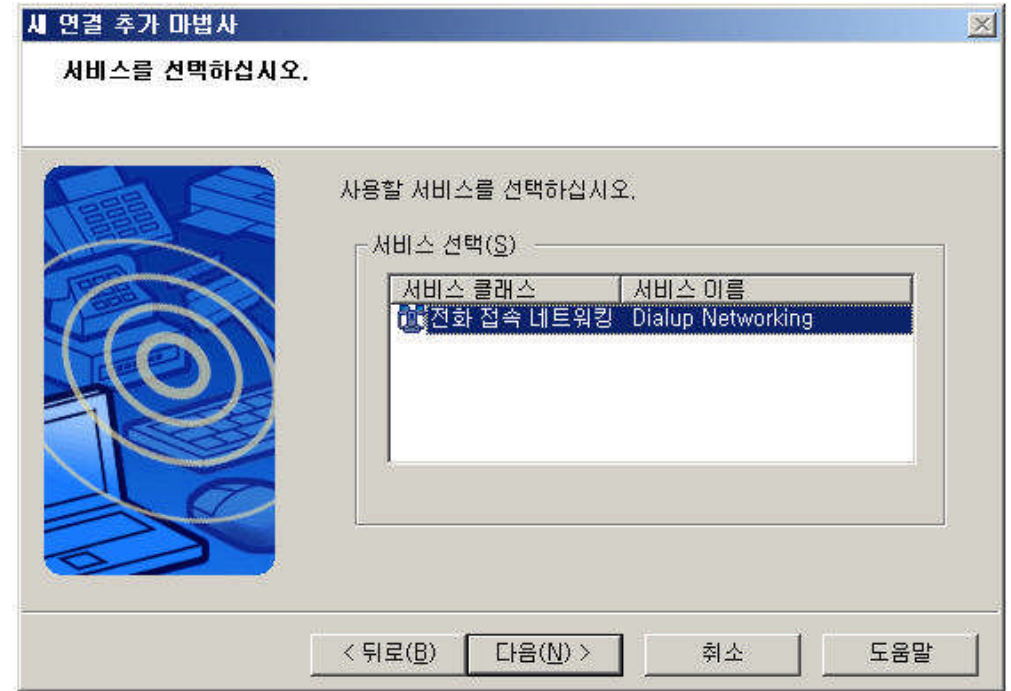 새 연결 추가 마법사
서비스를 선택하십시오.
사용할 서비스를 선택하십시오.
서비스 선택(S)
서비스 클래스 서비스 이름
전화 접속 네트워킹 Dialup Networking
< 뒤로(B) 다음(N) > 취소 도움말